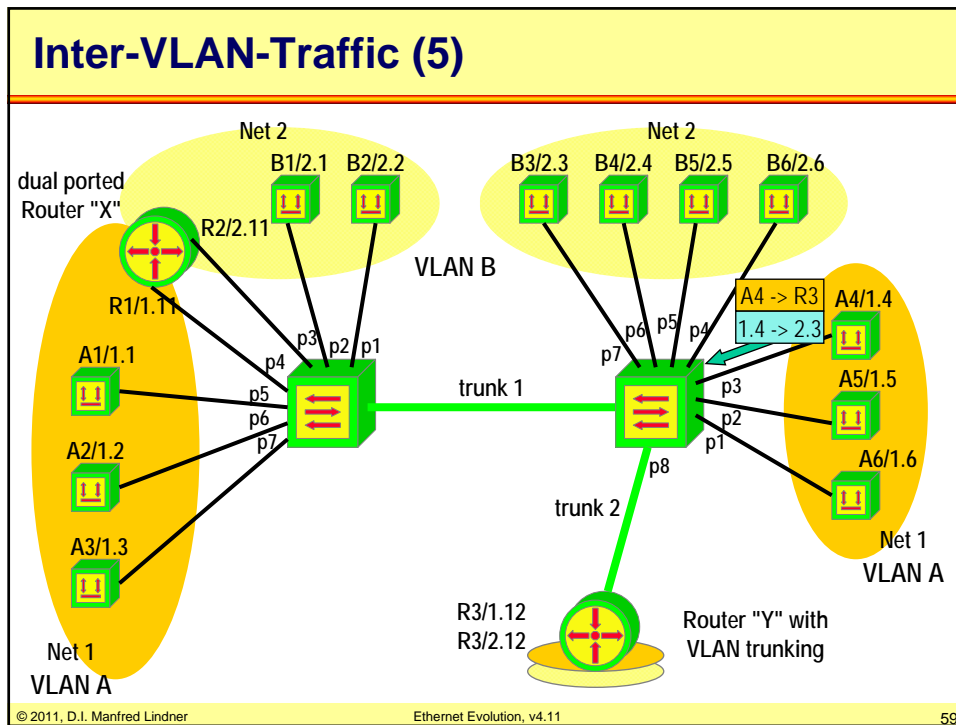 Inter-VLAN-Traffic (5)
Net 2
B1/2.1
B2/2.2
dual ported
Router "X"
R2/2.11
R1/1.11
VLAN B
Net 2
B3/2.3
B4/2.4
B5/2.5
B6/2.6
A4 -> R3
1.4 -> 2.3
A4/1.4
A5/1.5
A6/1.6
Net 1
VLAN A
p3
p2
p1
p4
p5
p6
p7
A1/1.1
A2/1.2
A3/1.3
Net 1
VLAN A
trunk 1
p7
p6
p5
p4
p3
p2
p1
p8
trunk 2
R3/1.12
R3/2.12
Router "Y" with
VLAN trunking
© 2011, D.I. Manfred Lindner
Ethernet Evolution, v4.11
59